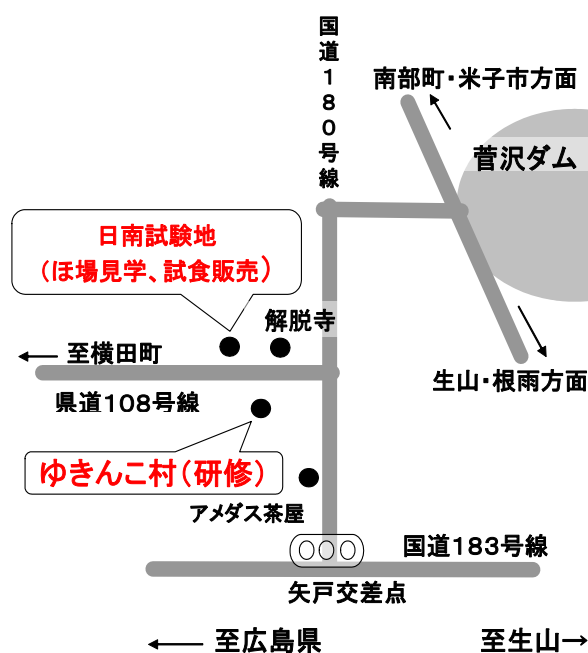 国道180号線
南部町・米子市方面
菅沢ダム
日南試験地
（ほ場見学、試食販売）
解脱寺
至横田町
生山・根雨方面
県道108号線
ゆきんこ村（研修）
アメダス茶屋
国道183号線
矢戸交差点
至広島県
至生山